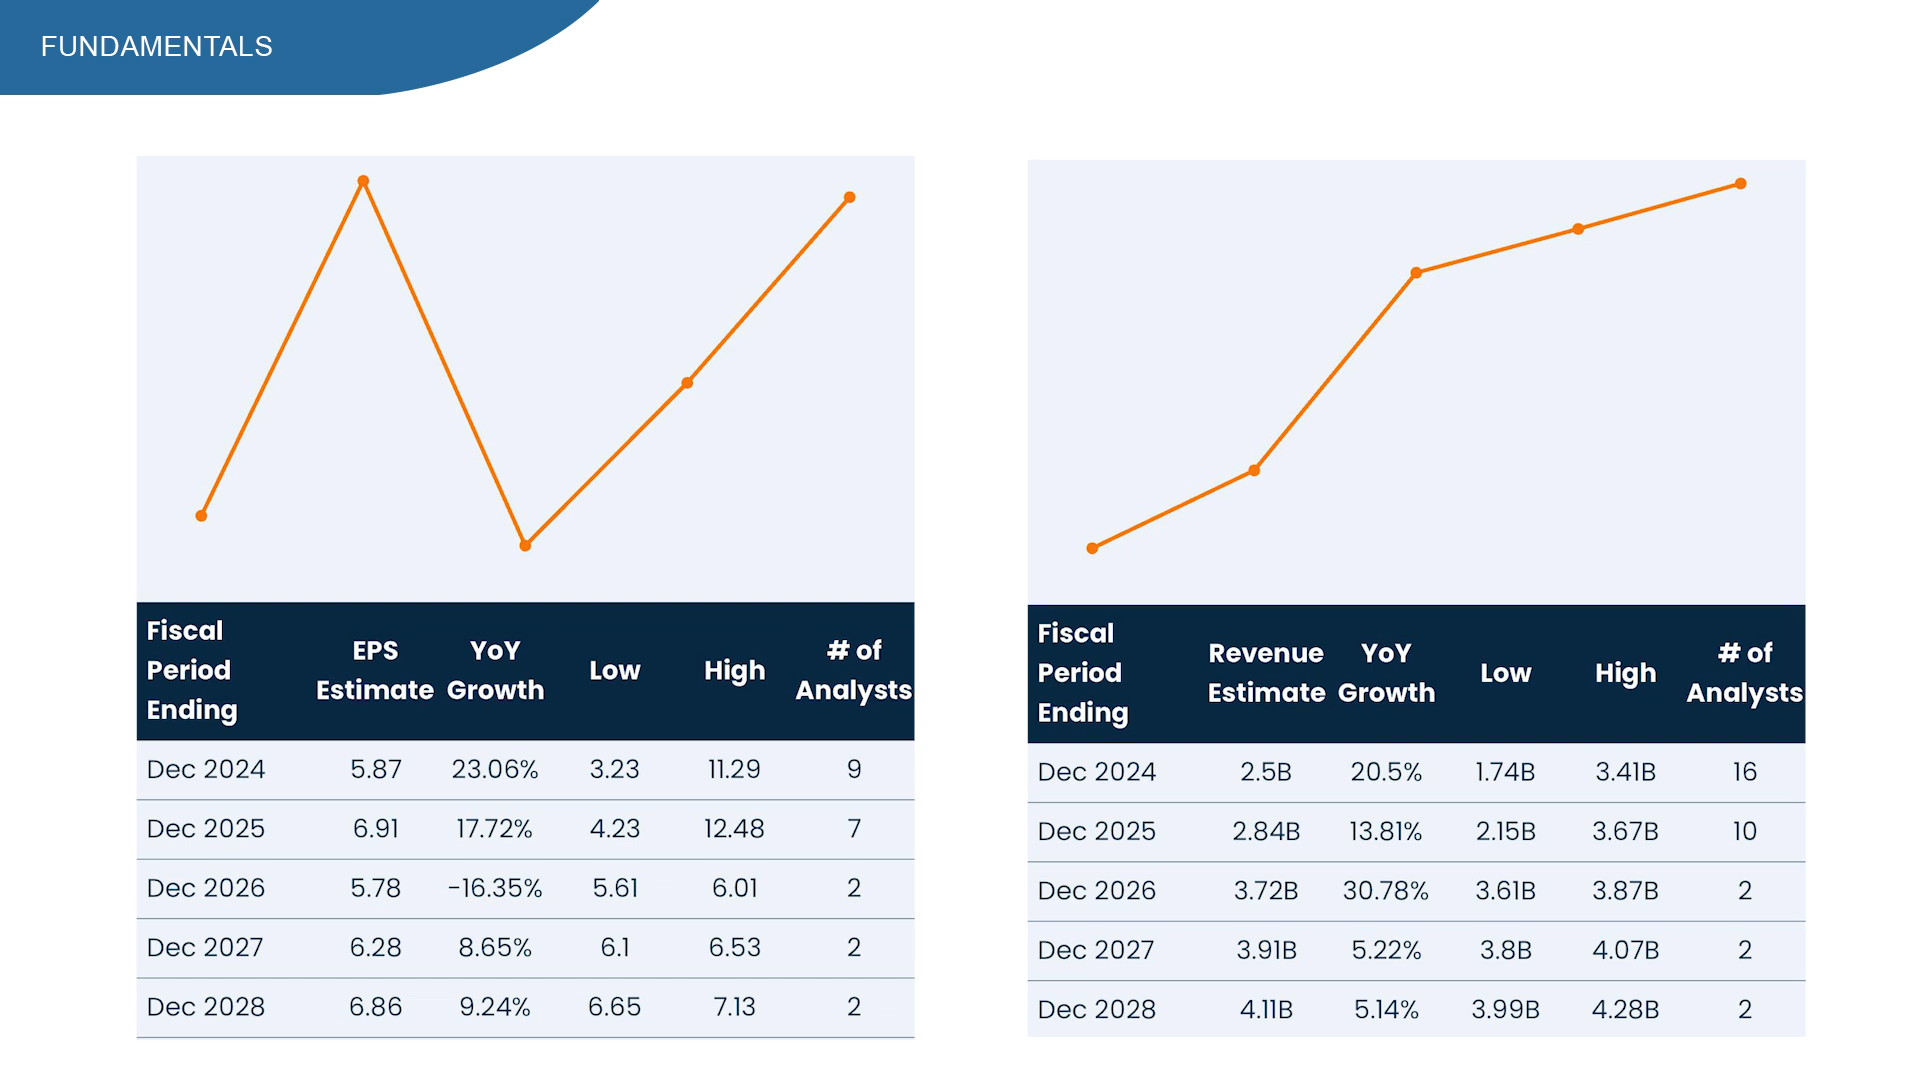 FUNDAMENTALS
Fiscal Period Ending EPS Estimate YoY Growth Low High # of Analysts
Dec 2024 5.87 23.06% 3.23 11.29 9
Dec 2025 6.91 17.72% 4.23 12.48 7
Dec 2026 5.78 -16.35% 5.61 6.01 2
Dec 2027 6.28 8.65% 6.1 6.53 2
Dec 2028 6.86 9.24% 6.65 7.13 2
Fiscal Period Ending Revenue Estimate YoY Growth Low High # of Analysts
Dec 2024 2.5B 20.5% 1.74B 3.41B 16
Dec 2025 2.84B 13.81% 2.15B 3.67B 10
Dec 2026 3.72B 30.78% 3.61B 3.87B 2
Dec 2027 3.91B 5.22% 3.8B 4.07B 2
Dec 2028 4.11B 5.14% 3.99B 4.28B 2